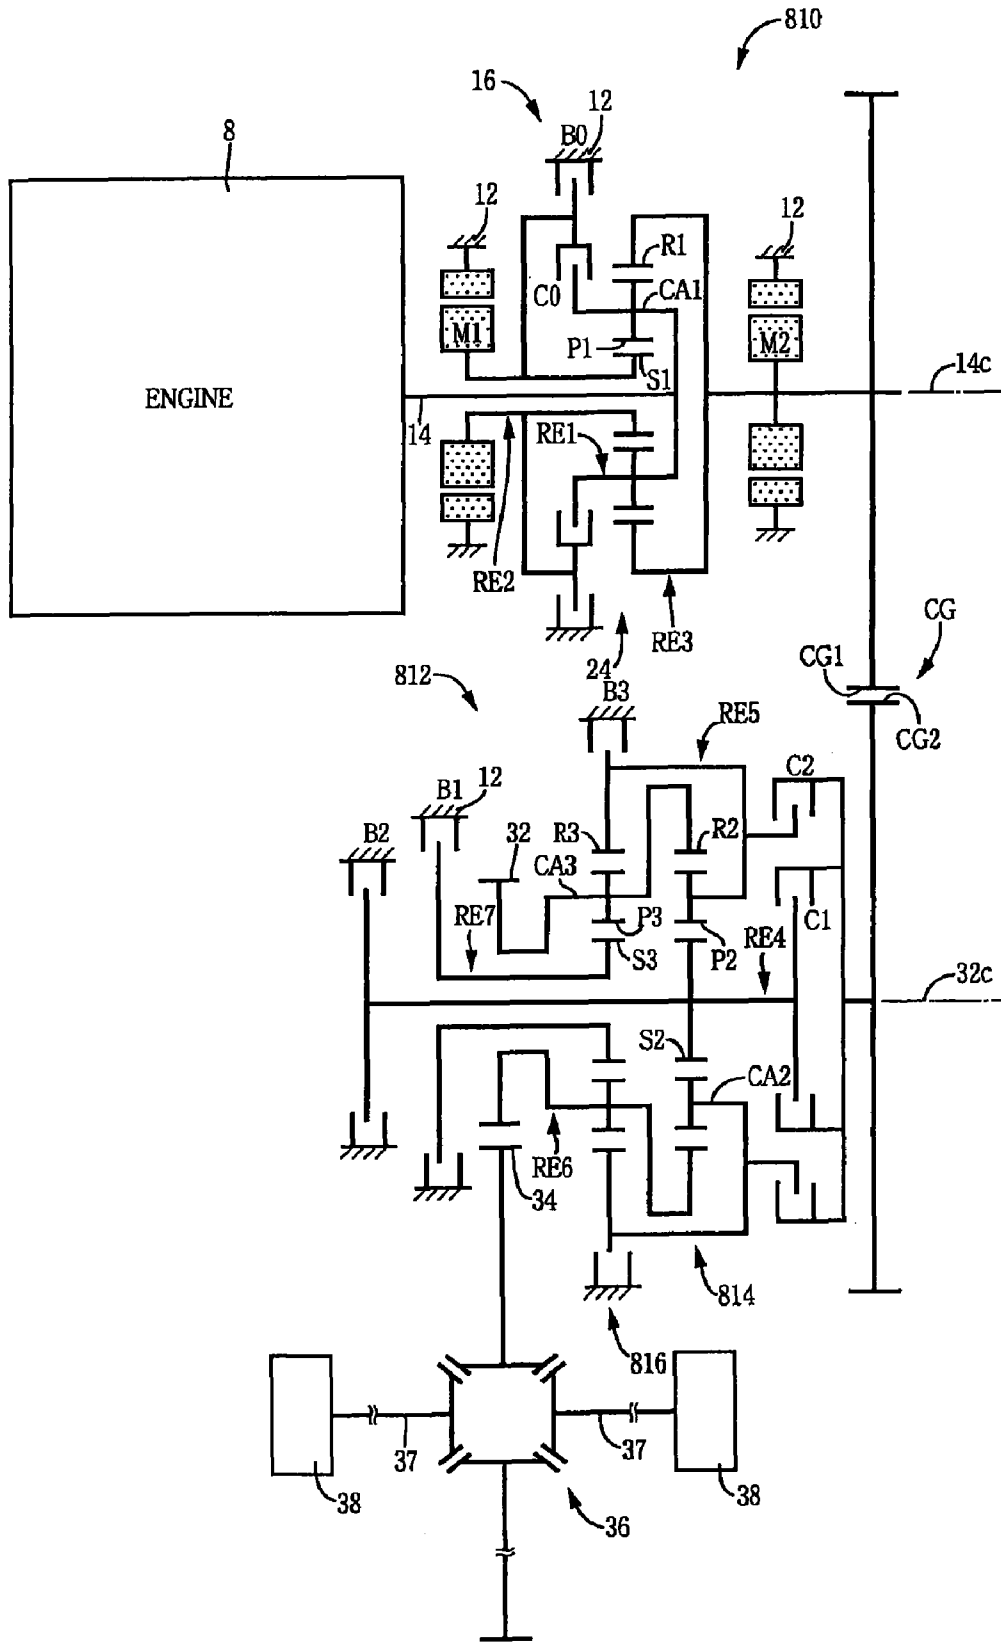 810
16
12
B0
8
12
12
R1
C0
CA1
M1
P1
M2
S1
14c
ENGINE
14
RE1
RE2
RE3
CG
24
CG1
812
B3
RE5
CG2
C2
B1
12
B2
32
R3
R2
CA3
RE7
P3
C1
S3
P2
RE4
32c
S2
CA2
RE6
34
814
816
37
37
38
38
36